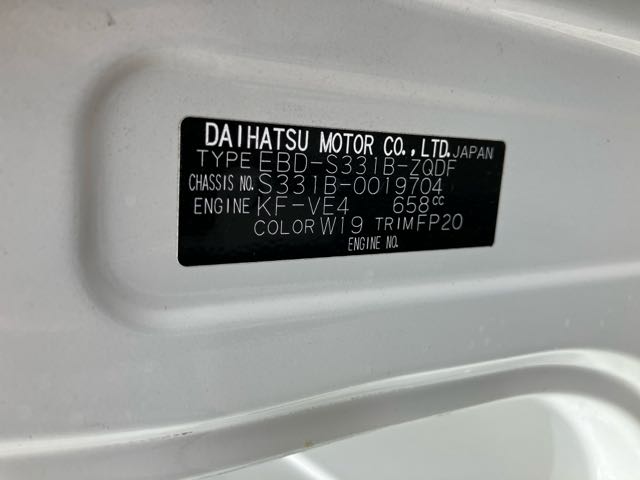 DAIHATSU MOTOR CO.,LTD. JAPAN
TYPE EBD-S331B-ZQDF
CHASSIS NO. S331B-0019704
ENGINE KF-VE4 658cc
COLOR W19 TRIM FP20
ENGINE NO.